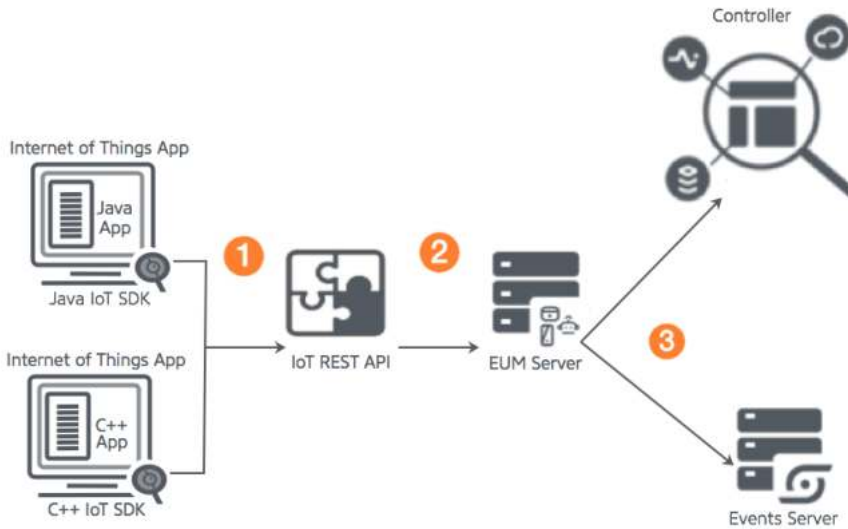 Controller
Internet of Things App
Java
App
Java IoT SDK
1
2
IoT REST API
EUM Server
3
Internet of Things App
C++
App
C++ IoT SDK
Events Server